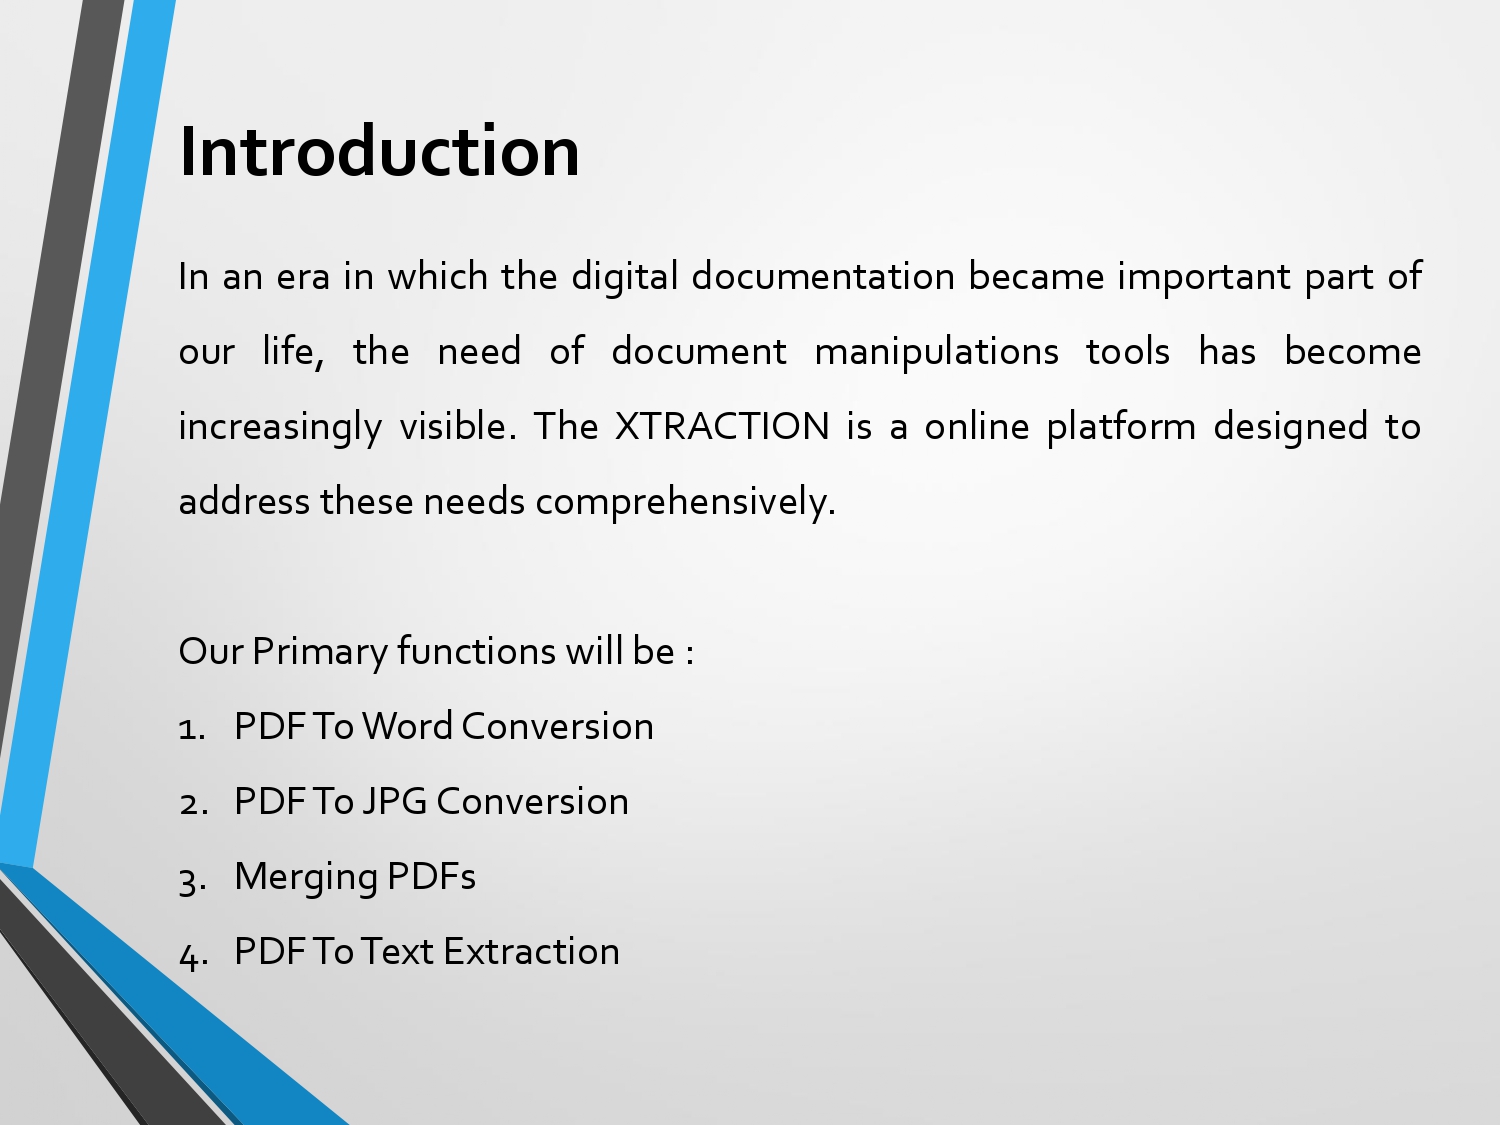 Introduction
In an era in which the digital documentation became important part of
our life, the need of document manipulations tools has become
increasingly visible. The XTRACTION is a online platform designed to
address these needs comprehensively.
Our Primary functions will be :
1. PDF To Word Conversion
2. PDF To JPG Conversion
3. Merging PDFs
4. PDF To Text Extraction